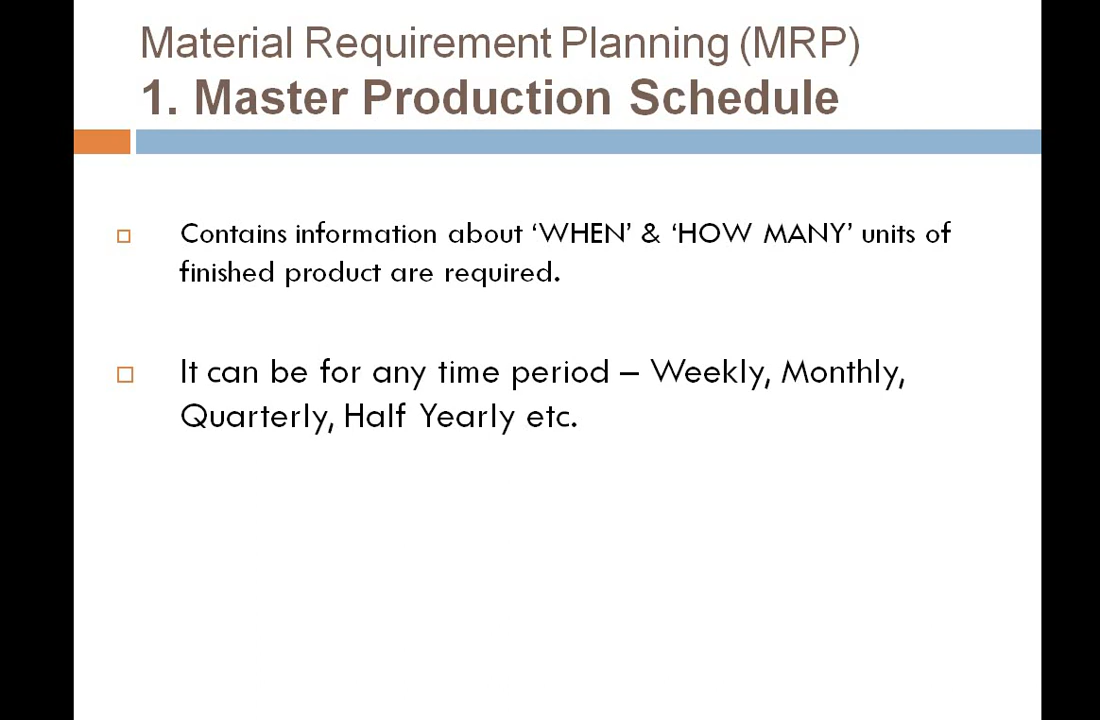 Material Requirement Planning (MRP)
1. Master Production Schedule
Contains information about ‘WHEN’ & ‘HOW MANY’ units of
finished product are required.
It can be for any time period – Weekly, Monthly,
Quarterly, Half Yearly etc.